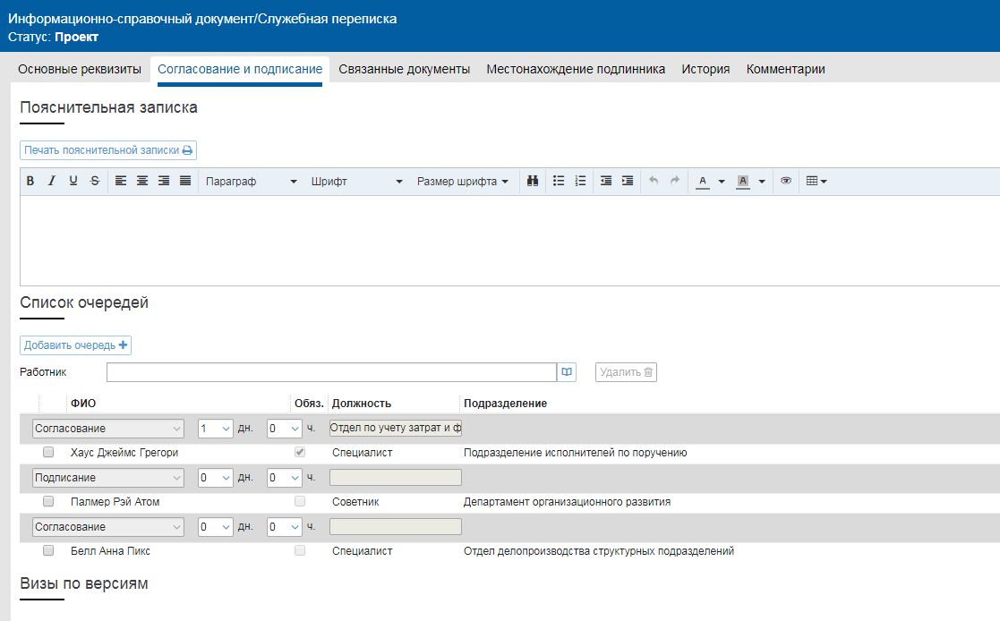 Информационно-справочный документ/Служебная переписка
Статус: Проект
Основные реквизиты Согласование и подписание Связанные документы Местонахождение подлинника История Комментарии
Пояснительная записка
Печать пояснительной записки
B I U S Параграф Шрифт Размер шрифта A A
Список очередей
Добавить очередь
Работник Удалить
ФИО Обяз. Должность Подразделение
Согласование 1 дн. 0 ч. Отдел по учету затрат и ф
Хаус Джеймс Грегори Специалист Подразделение исполнителей по поручению
Подписание 0 дн. 0 ч.
Палмер Рэй Атом Советник Департамент организационного развития
Согласование 0 дн. 0 ч.
Белл Анна Пикс Специалист Отдел делопроизводства структурных подразделений
Визы по версиям